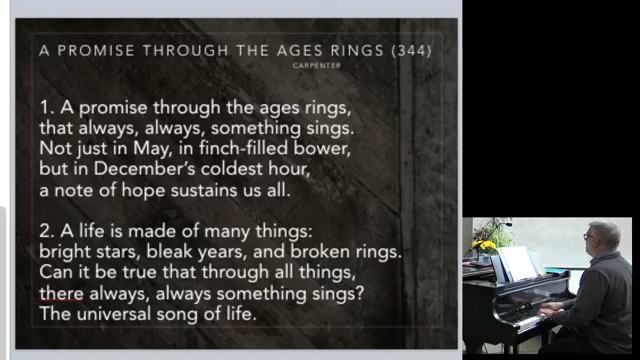 A PROMISE THROUGH THE AGES RINGS (344)
CARPENTER
1. A promise through the ages rings,
that always, always, something sings.
Not just in May, in finch-filled bower,
but in December's coldest hour,
a note of hope sustains us all.
2. A life is made of many things:
bright stars, bleak years, and broken rings.
Can it be true that through all things,
there always, always something sings?
The universal song of life.